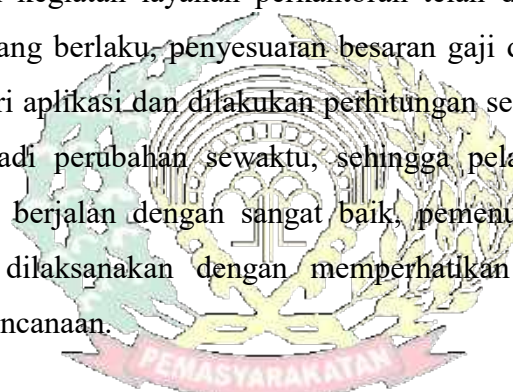 kegiatan layanan perkantoran telah d
ang berlaku, penyesuaian besaran gaji d
ri aplikasi dan dilakukan perhitungan se
adi perubahan sewaktu, sehingga pela
berjalan dengan sangat baik, pemenu
dilaksanakan dengan memperhatikan
ncanaan.
PEMASYARAKATAN